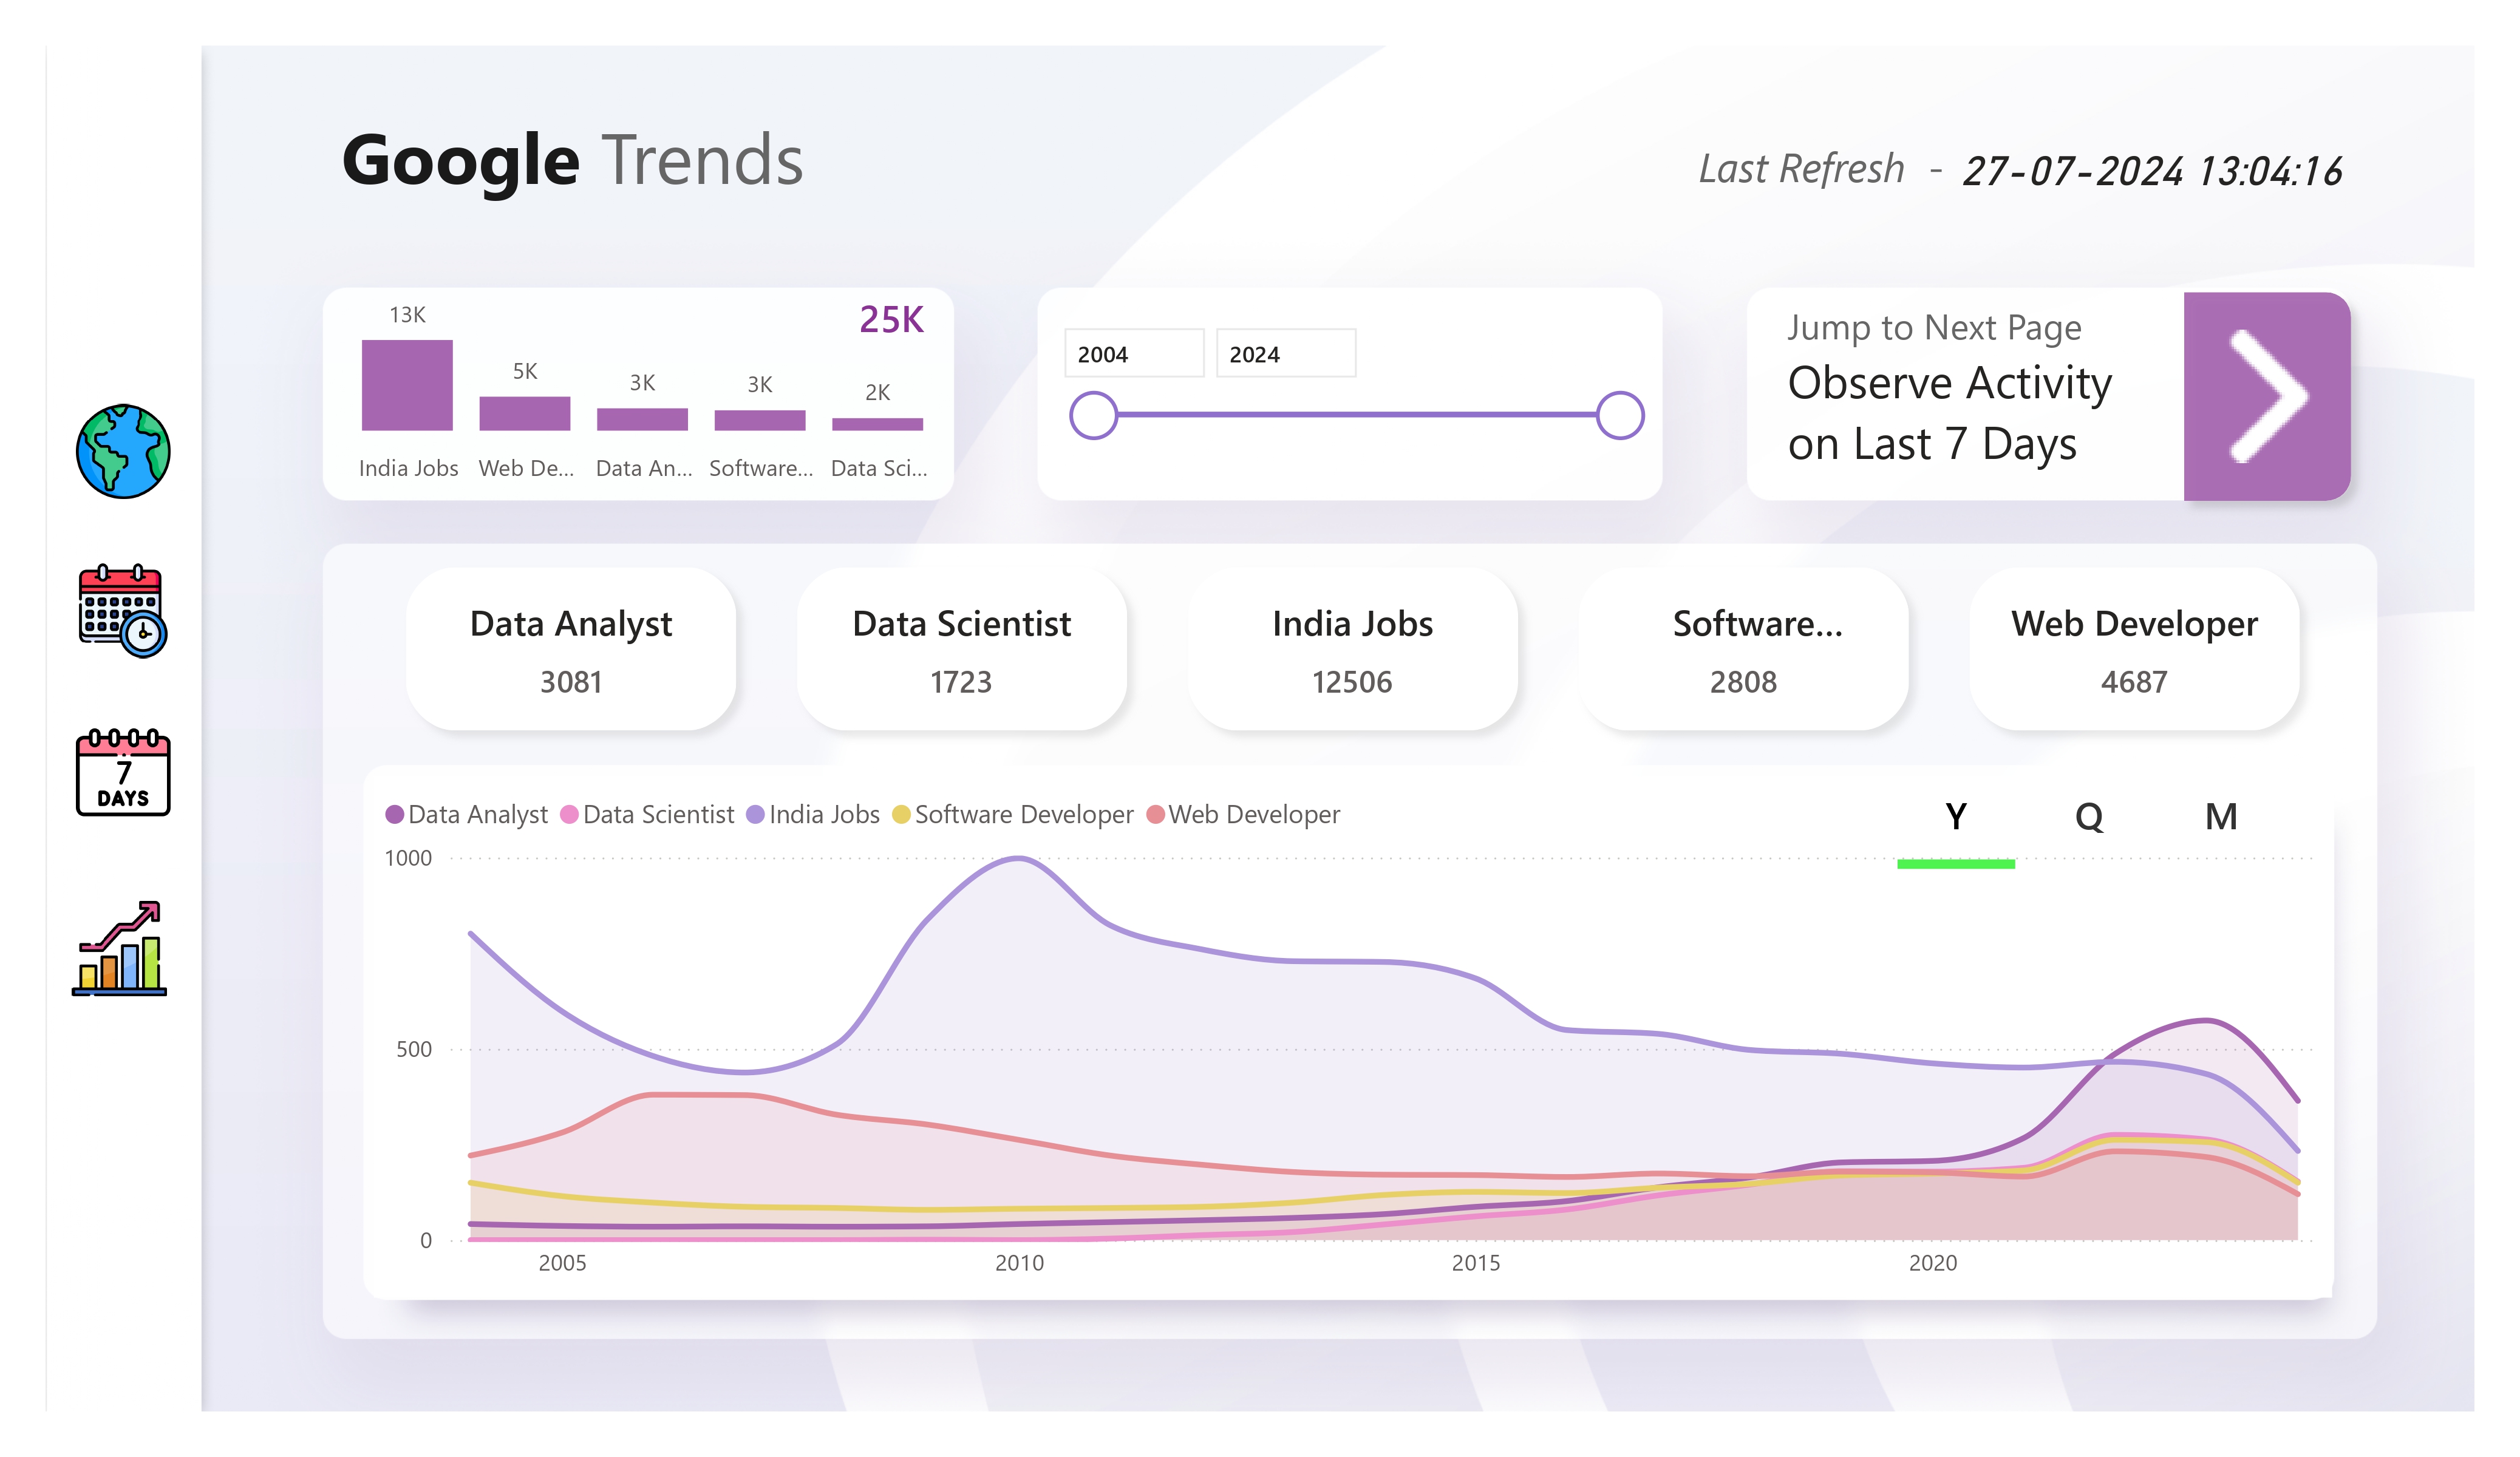 Google Trends
Last Refresh - 27-07-2024 13:04:16
25K
13K
5K
3K
3K
2K
India Jobs Web De... Data An... Software... Data Sci...
2004 2024
Jump to Next Page
Observe Activity
on Last 7 Days
7
DAYS
Data Analyst
3081
Data Scientist
1723
India Jobs
12506
Software...
2808
Web Developer
4687
Data Analyst Data Scientist India Jobs Software Developer Web Developer
Y Q M
1000
500
0
2005 2010 2015 2020